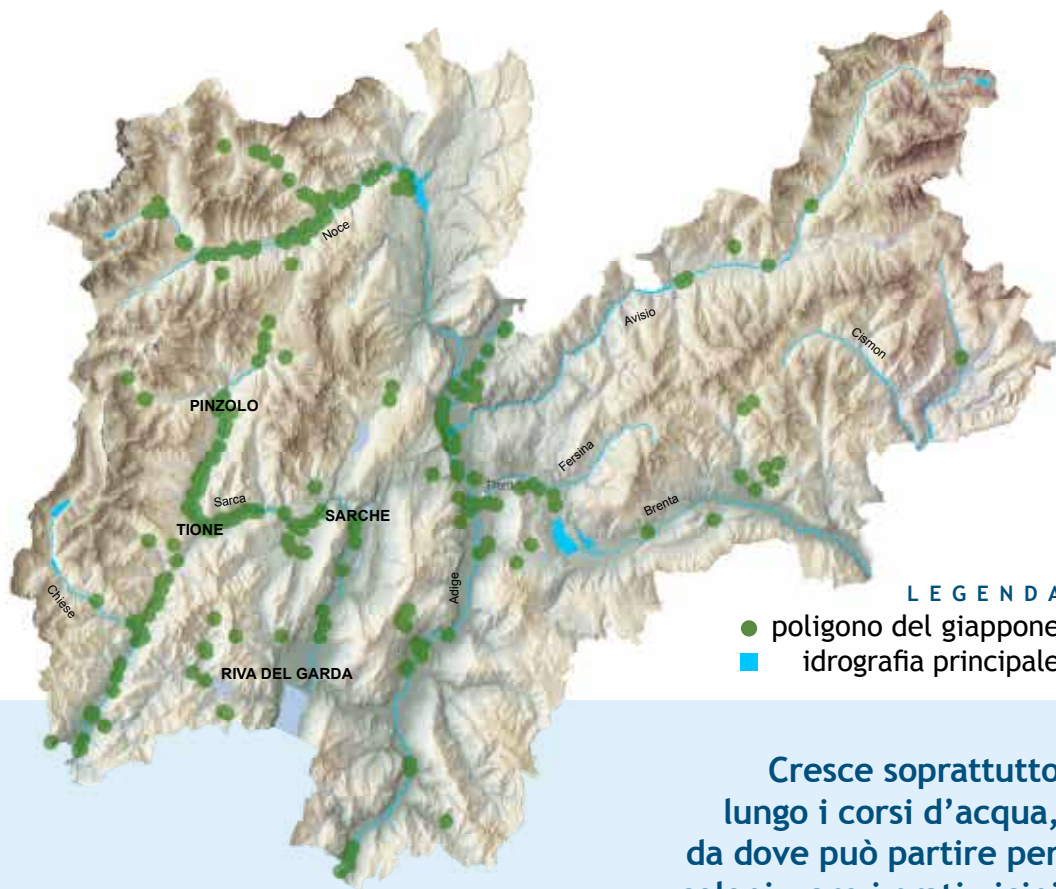 Noce
Avisio
Cismon
PINZOLO
Fersina
Sarca
SARCHE
Brenta
TIONE
Adige
Chiese
LEGENDA
poligono del giappone
idrografia principale
RIVA DEL GARDA
Cresce soprattutto
lungo i corsi d'acqua,
da dove può partire per